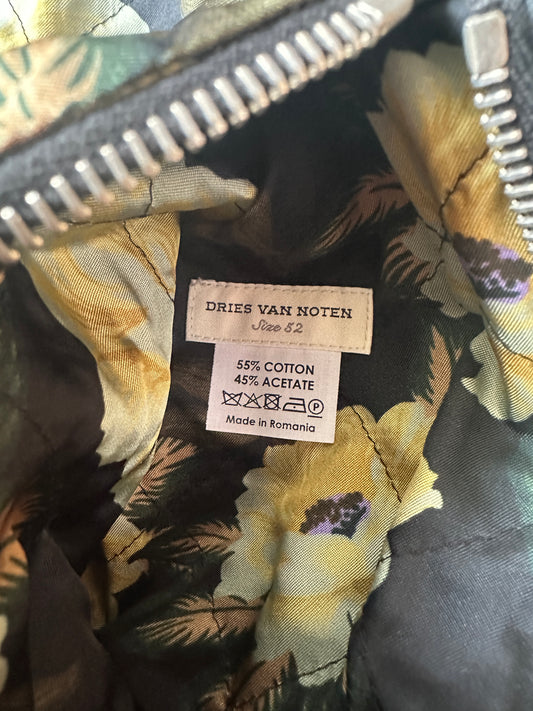 DRIES VAN NOTEN
Size 52
55% COTTON
45% ACETATE
P
Made in Romania